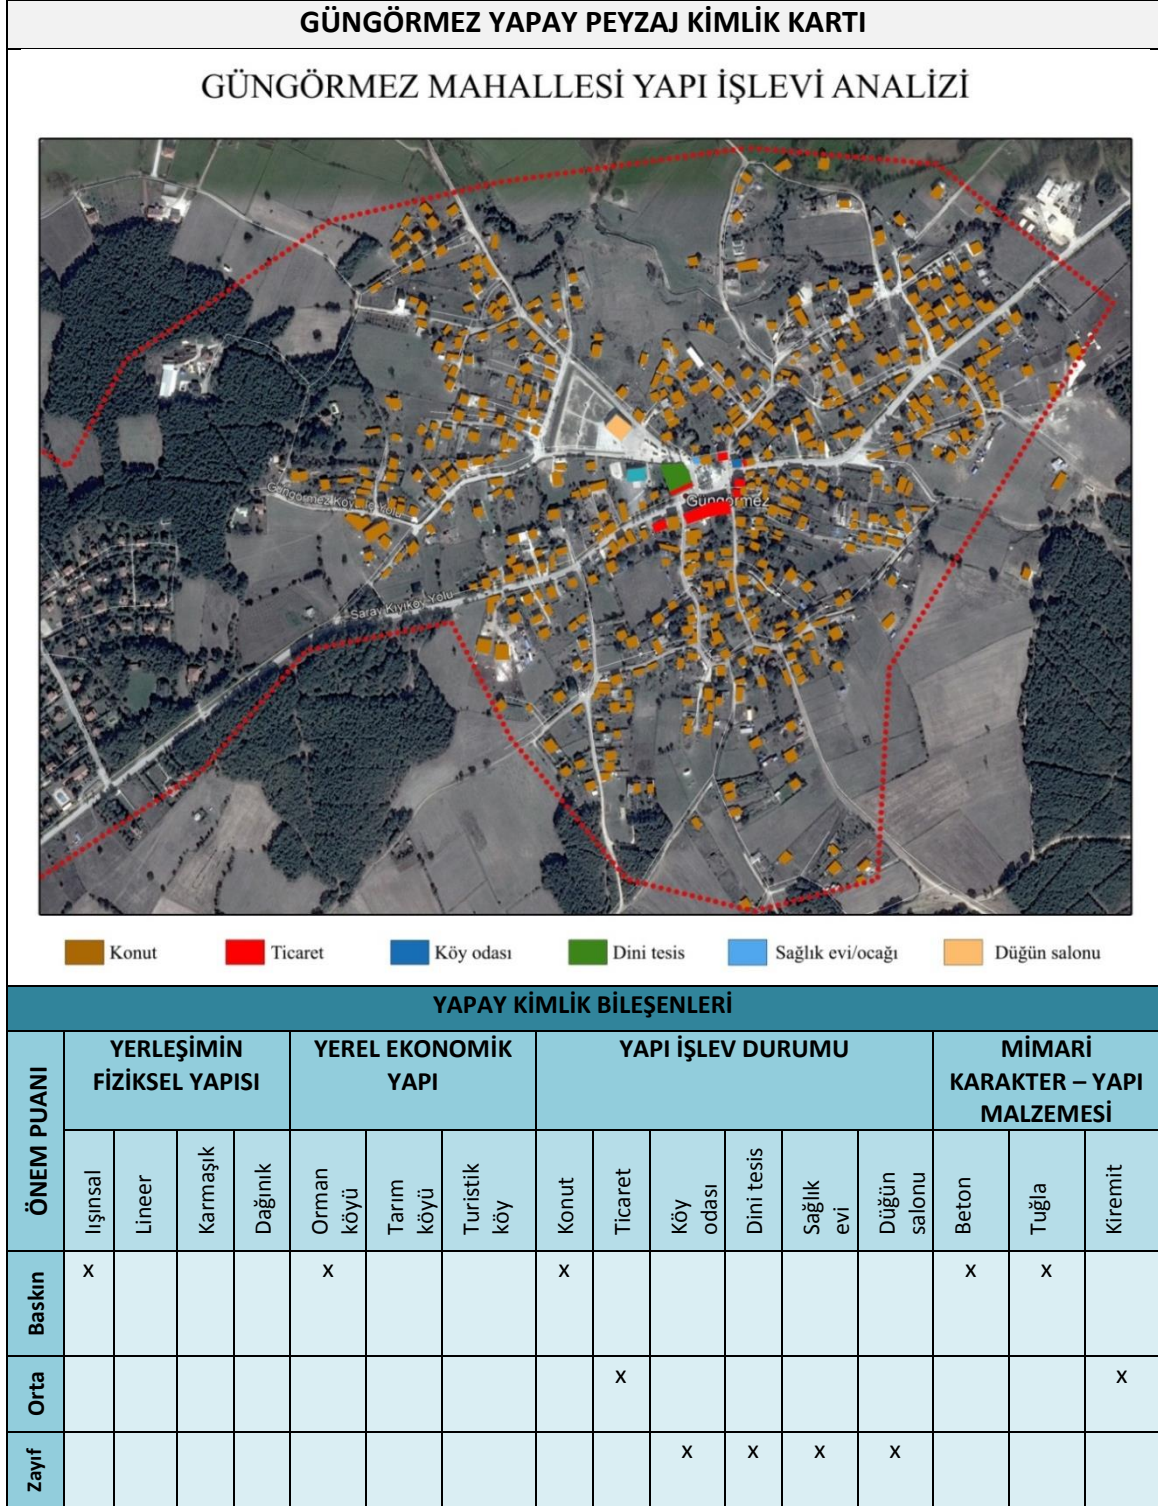 GÜNGÖRMEZ YAPAY PEYZAJ KİMLİK KARTI
GÜNGÖRMEZ MAHALLESİ YAPI İŞLEVİ ANALİZİ
Güngörmez Köyü İç Yolu
Güngörmez
Saray Kıyıköy Yolu
Konut
Ticaret
Köy odası
Dini tesis
Sağlık evi/ocağı
Düğün salonu
YAPAY KİMLİK BİLEŞENLERİ
ÖNEM PUANI
YERLEŞİMİN
FİZİKSEL YAPISI
YEREL EKONOMİK
YAPI
YAPI İŞLEV DURUMU
MİMARİ
KARAKTER – YAPI
MALZEMESİ
Iışınsal
Lineer
Karmaşık
Dağınık
Orman
köyü
Tarım
köyü
Turistik
köy
Konut
Ticaret
Köy
odası
Dini tesis
Sağlık
evi
Düğün
salonu
Beton
Tuğla
Kiremit
Baskın
x x x x x
Orta
x x
Zayıf
x x x x